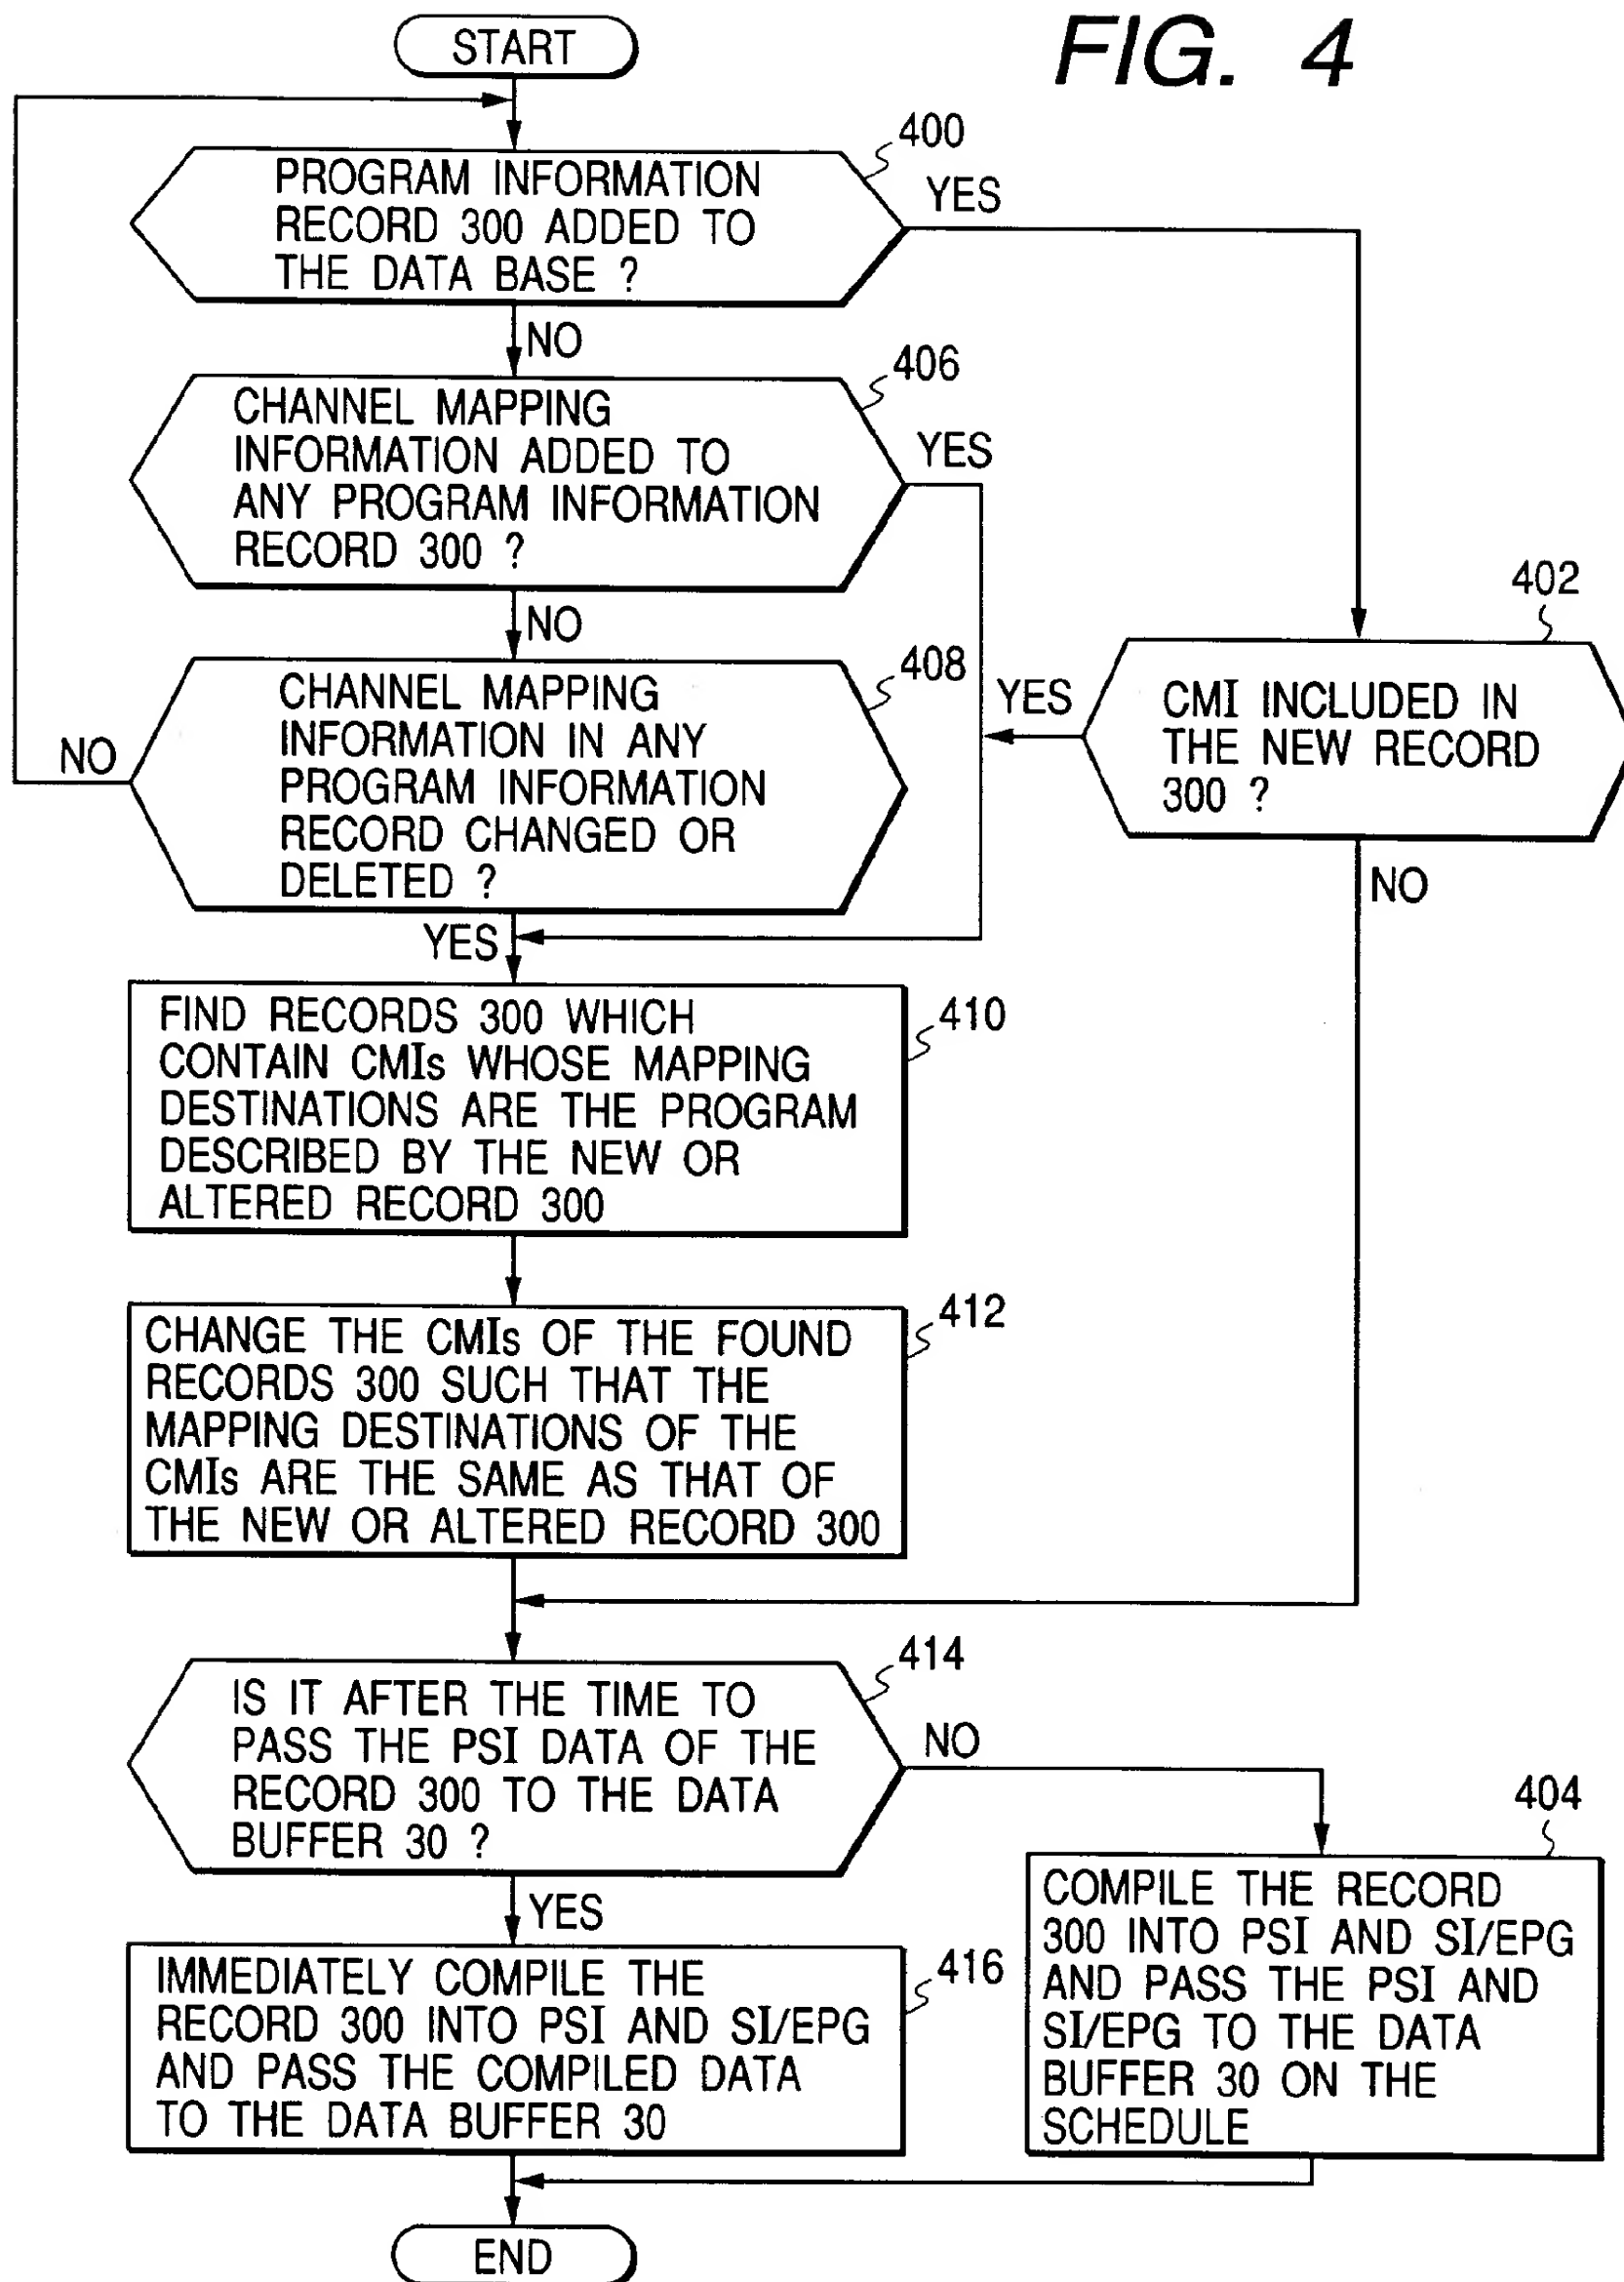 START
FIG. 4
400
PROGRAM INFORMATION
RECORD 300 ADDED TO
THE DATA BASE ?
YES
NO
406
CHANNEL MAPPING
INFORMATION ADDED TO
ANY PROGRAM INFORMATION
RECORD 300 ?
YES
NO
402
CMI INCLUDED IN
THE NEW RECORD
300 ?
YES
NO
408
CHANNEL MAPPING
INFORMATION IN ANY
PROGRAM INFORMATION
RECORD CHANGED OR
DELETED ?
NO
YES
410
FIND RECORDS 300 WHICH
CONTAIN CMIs WHOSE MAPPING
DESTINATIONS ARE THE PROGRAM
DESCRIBED BY THE NEW OR
ALTERED RECORD 300
412
CHANGE THE CMIs OF THE FOUND
RECORDS 300 SUCH THAT THE
MAPPING DESTINATIONS OF THE
CMIs ARE THE SAME AS THAT OF
THE NEW OR ALTERED RECORD 300
414
IS IT AFTER THE TIME TO
PASS THE PSI DATA OF THE
RECORD 300 TO THE DATA
BUFFER 30 ?
NO
YES
404
COMPILE THE RECORD
300 INTO PSI AND SI/EPG
AND PASS THE PSI AND
SI/EPG TO THE DATA
BUFFER 30 ON THE
SCHEDULE
416
IMMEDIATELY COMPILE THE
RECORD 300 INTO PSI AND SI/EPG
AND PASS THE COMPILED DATA
TO THE DATA BUFFER 30
END